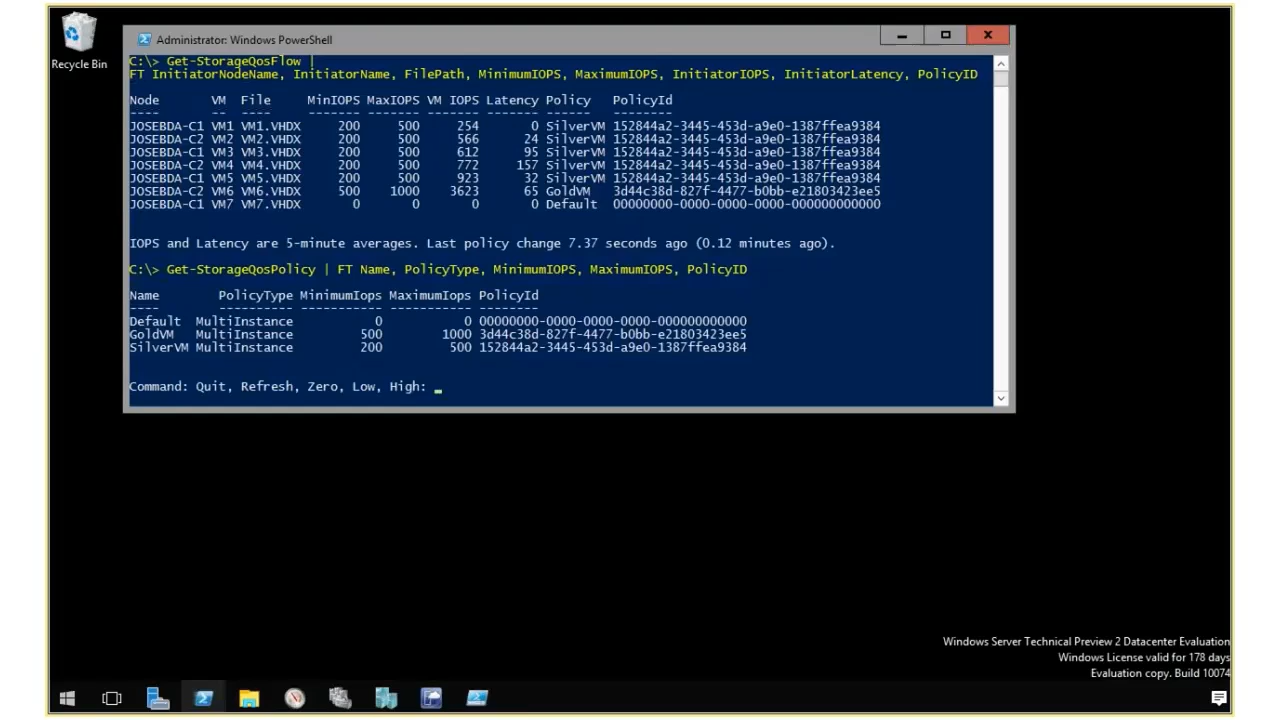 Recycle Bin
Administrator: Windows PowerShell
C:\> Get-StorageQosFlow |
FT InitiatorNodeName, InitiatorName, FilePath, MinimumIOPS, MaximumIOPS, InitiatorIOPS, InitiatorLatency, PolicyID
Node VM File MinIOPS MaxIOPS VM IOPS Latency Policy PolicyId
---- -- ---- ------- ------- ------- ------- ------ --------
JOSEBDA-C1 VM1 VM1.VHDX 200 500 254 0 SilverVM 152844a2-3445-453d-a9e0-1387ffea9384
JOSEBDA-C2 VM2 VM2.VHDX 200 500 566 24 SilverVM 152844a2-3445-453d-a9e0-1387ffea9384
JOSEBDA-C1 VM3 VM3.VHDX 200 500 612 95 SilverVM 152844a2-3445-453d-a9e0-1387ffea9384
JOSEBDA-C2 VM4 VM4.VHDX 200 500 772 157 SilverVM 152844a2-3445-453d-a9e0-1387ffea9384
JOSEBDA-C1 VM5 VM5.VHDX 200 500 923 32 SilverVM 152844a2-3445-453d-a9e0-1387ffea9384
JOSEBDA-C2 VM6 VM6.VHDX 500 1000 3623 65 GoldVM 3d44c38d-827f-4477-b0bb-e21803423ee5
JOSEBDA-C1 VM7 VM7.VHDX 0 0 0 0 Default 00000000-0000-0000-0000-000000000000
IOPS and Latency are 5-minute averages. Last policy change 7.37 seconds ago (0.12 minutes ago).
C:\> Get-StorageQosPolicy | FT Name, PolicyType, MinimumIOPS, MaximumIOPS, PolicyID
Name PolicyType MinimumIops MaximumIops PolicyId
---- ---------- ----------- ----------- --------
Default MultiInstance 0 0 00000000-0000-0000-0000-000000000000
GoldVM MultiInstance 500 1000 3d44c38d-827f-4477-b0bb-e21803423ee5
SilverVM MultiInstance 200 500 152844a2-3445-453d-a9e0-1387ffea9384
Command: Quit, Refresh, Zero, Low, High: _
Windows Server Technical Preview 2 Datacenter Evaluation
Windows License valid for 178 days
Evaluation copy. Build 10074